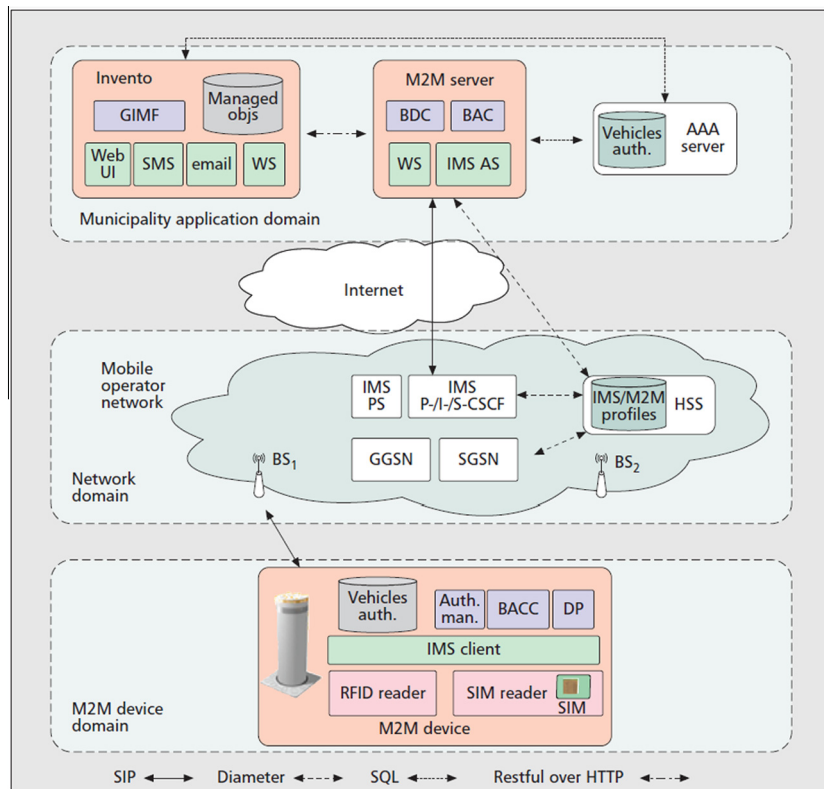 Invento
Managed
objs
GIMF
Web
UI
SMS
email
WS
M2M server
BDC
BAC
WS
IMS AS
Vehicles
auth.
AAA
server
Municipality application domain
Internet
Mobile
operator
network
IMS
PS
IMS
P-/I-/S-CSCF
IMS/M2M
profiles
HSS
GGSN
SGSN
BS1
BS2
Network
domain
Vehicles
auth.
Auth.
man.
BACC
DP
IMS client
RFID reader
SIM reader
SIM
M2M device
M2M device
domain
SIP
Diameter
SQL
Restful over HTTP